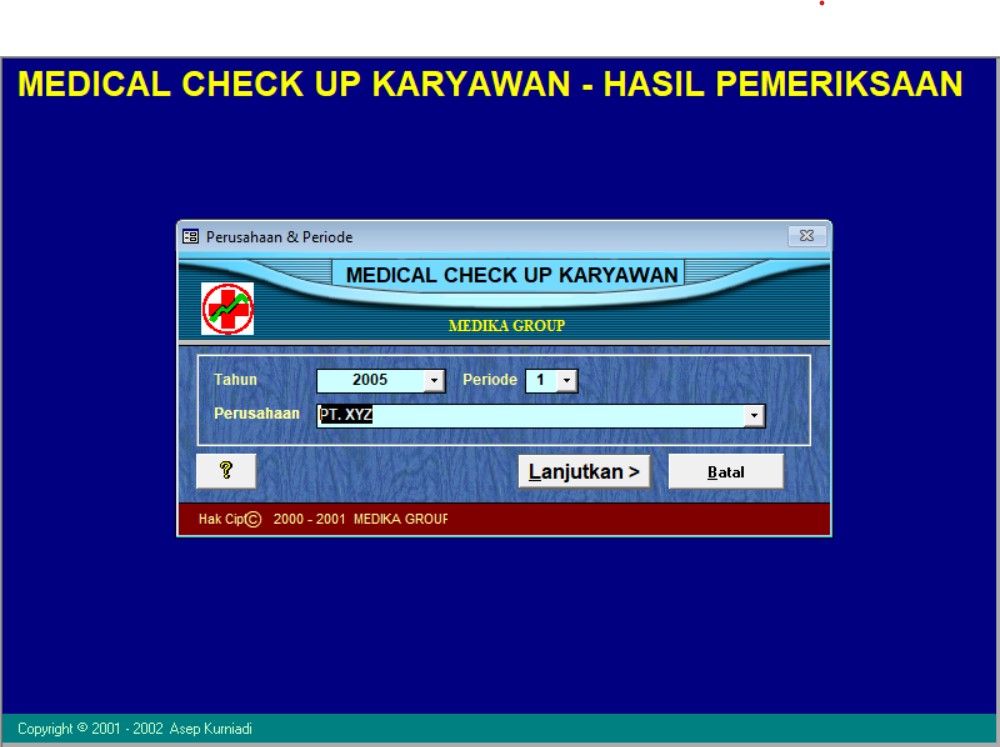 MEDICAL CHECK UP KARYAWAN - HASIL PEMERIKSAAN
Perusahaan & Periode
MEDICAL CHECK UP KARYAWAN
MEDIKA GROUP
Tahun 2005 Periode 1
Perusahaan PT. XYZ
? Lanjutkan > Batal
Hak Cip© 2000 - 2001 MEDIKA GROUF
Copyright © 2001 - 2002 Asep Kurniadi